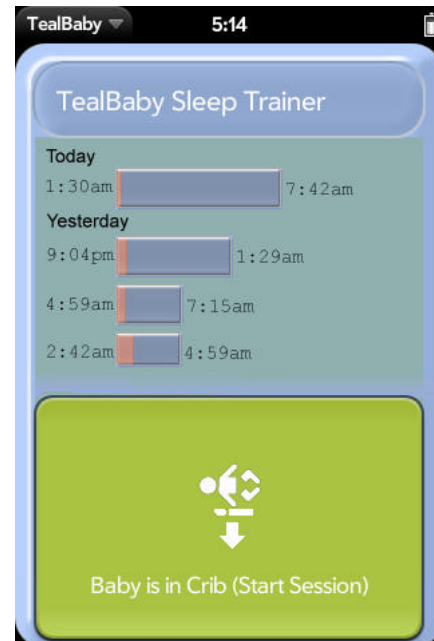 TealBaby 5:14
TealBaby Sleep Trainer
Today
1:30am 7:42am
Yesterday
9:04pm 1:29am
4:59am 7:15am
2:42am 4:59am
Baby is in Crib (Start Session)